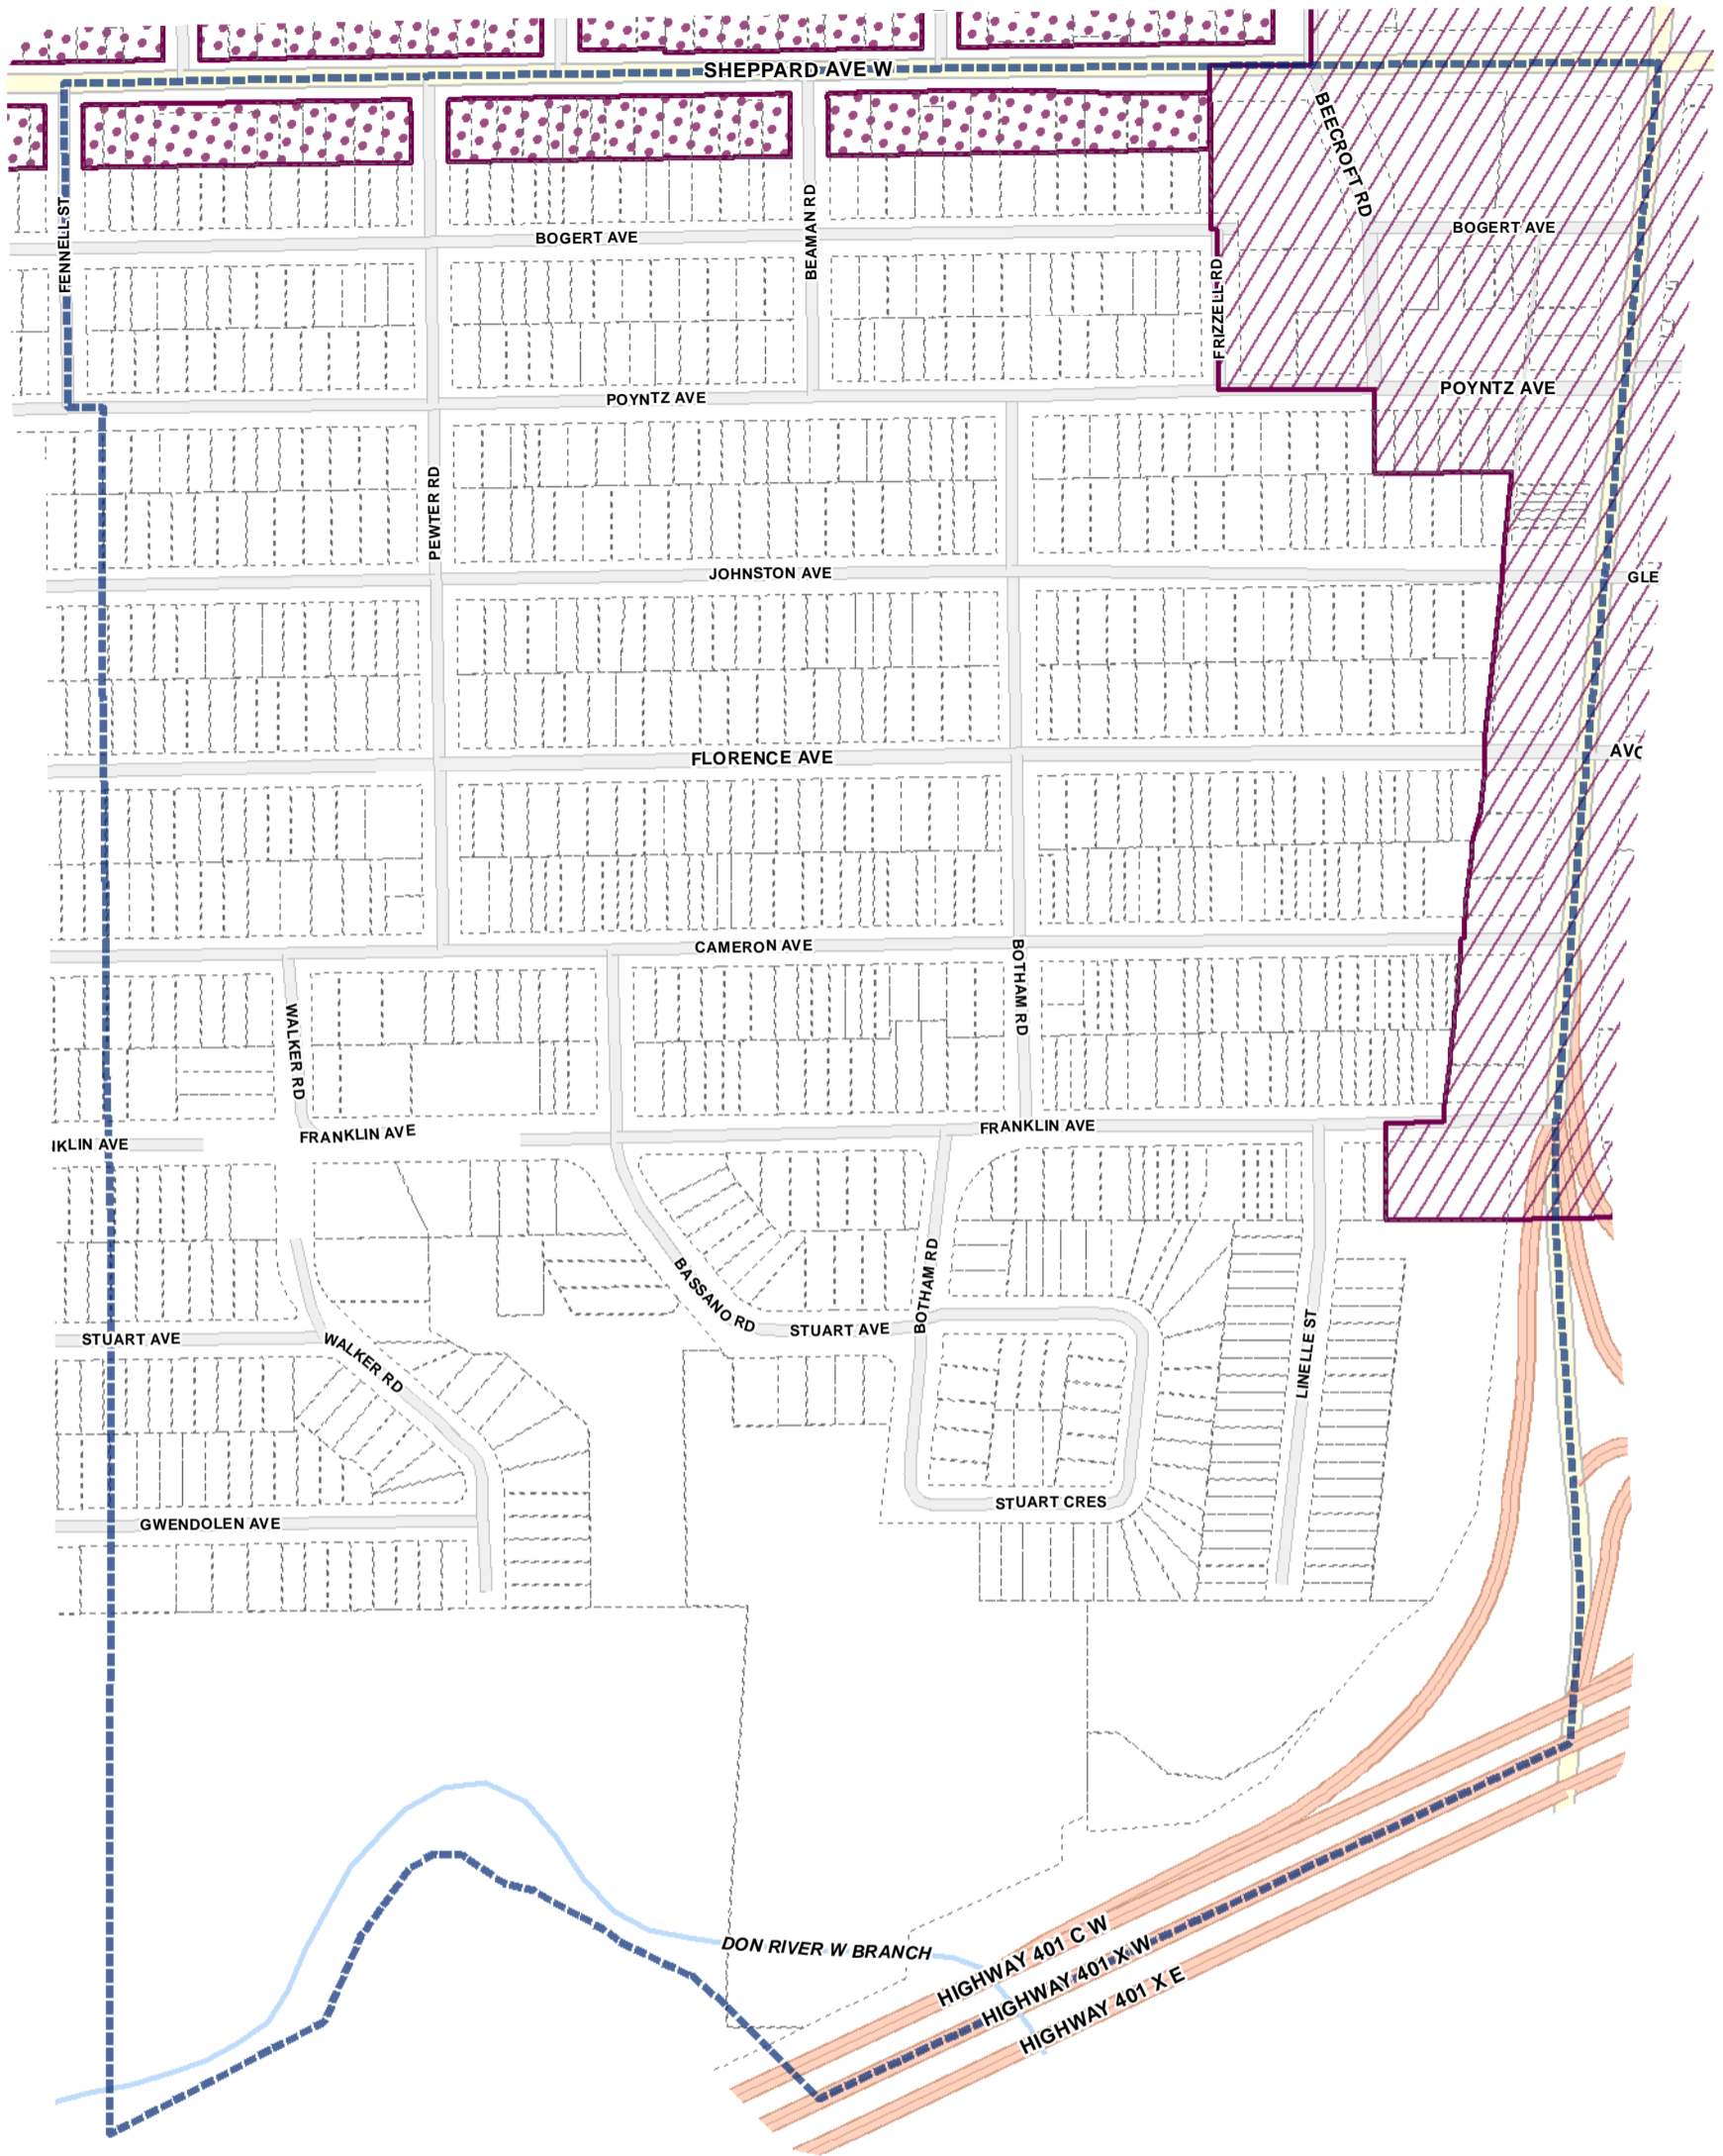 SHEPPARD AVE W
BEECROFT RD
FENNELL ST
BEAMAN RD
BOGERT AVE
BOGERT AVE
FRIZZELL RD
POYNTZ AVE
POYNTZ AVE
PEWTER RD
JOHNSTON AVE
GLE
FLORENCE AVE
AVO
CAMERON AVE
BOTHAM RD
WALKER RD
IKLIN AVE
FRANKLIN AVE
FRANKLIN AVE
BASSANO RD
BOTHAM RD
STUART AVE
STUART AVE
WALKER RD
LINELLE ST
STUART CRES
GWENDOLEN AVE
DON RIVER W BRANCH
HIGHWAY 401 C W
HIGHWAY 401 X W
HIGHWAY 401 X E